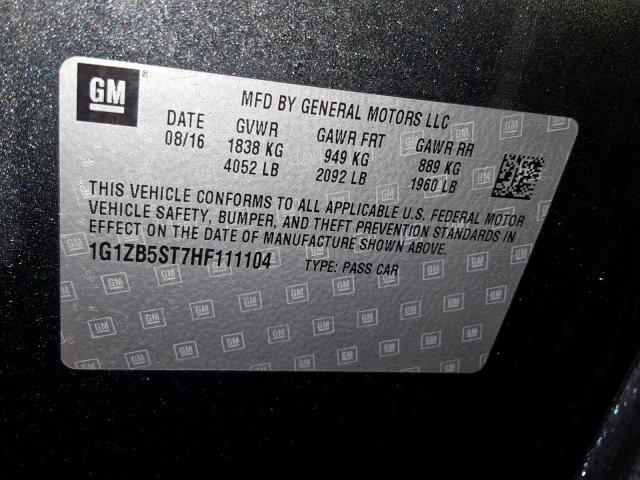 GM
MFD BY GENERAL MOTORS LLC
DATE GVWR GAWR FRT GAWR RR
08/16 1838 KG 949 KG 889 KG
4052 LB 2092 LB 1960 LB
THIS VEHICLE CONFORMS TO ALL APPLICABLE U.S. FEDERAL MOTOR
VEHICLE SAFETY, BUMPER, AND THEFT PREVENTION STANDARDS IN
EFFECT ON THE DATE OF MANUFACTURE SHOWN ABOVE.
1G1ZB5ST7HF111104 TYPE: PASS CAR